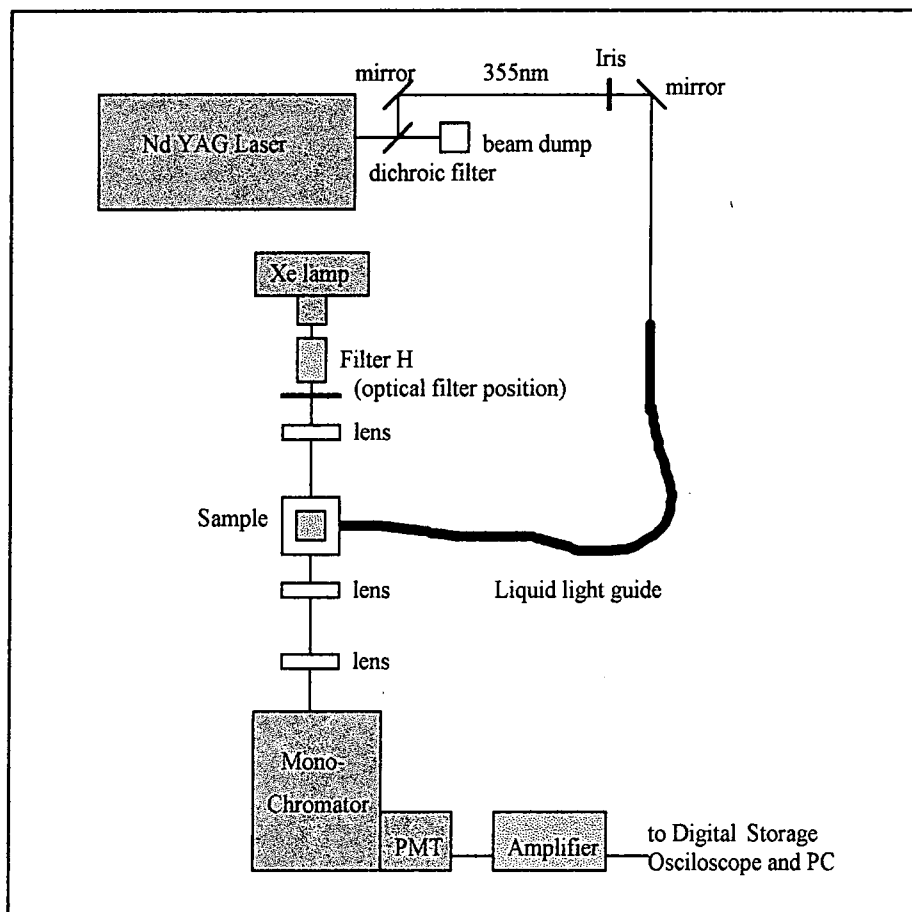 Iris
mirror
355nm
mirror
Nd YAG Laser
beam dump
dichroic filter
Xe lamp
Filter H
(optical filter position)
lens
Sample
Liquid light guide
lens
lens
Mono-
Chromator
PMT
Amplifier
to Digital Storage
Osciloscope and PC